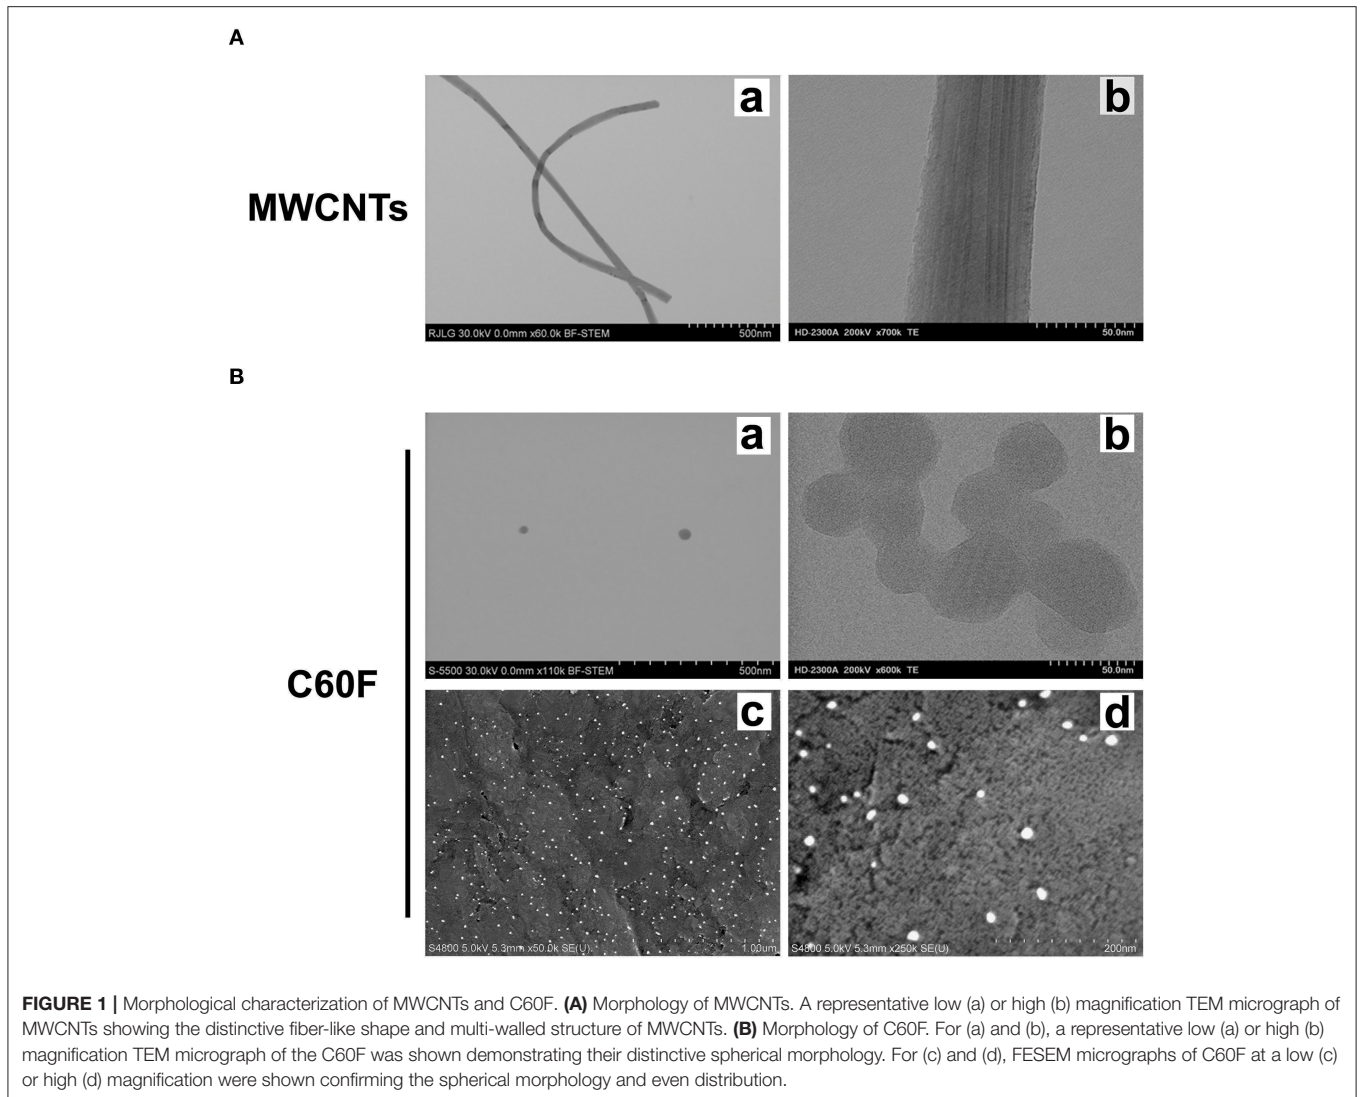 A
a
b
MWCNTs
RJLG 30.0kV 0.0mm x60.0k BF-STEM 500nm
HD-2300A 200kV x700k TE 50.0nm
B
a
b
S-5500 30.0kV 0.0mm x110k BF-STEM 500nm
HD-2300A 200kV x600k TE 50.0nm
C60F
c
d
S4800 5.0kV 5.3mm x50.0k SE(U) 1.00um
S4800 5.0kV 5.3mm x250k SE(U) 200nm
FIGURE 1 | Morphological characterization of MWCNTs and C60F. (A) Morphology of MWCNTs. A representative low (a) or high (b) magnification TEM micrograph of
MWCNTs showing the distinctive fiber-like shape and multi-walled structure of MWCNTs. (B) Morphology of C60F. For (a) and (b), a representative low (a) or high (b)
magnification TEM micrograph of the C60F was shown demonstrating their distinctive spherical morphology. For (c) and (d), FESEM micrographs of C60F at a low (c)
or high (d) magnification were shown confirming the spherical morphology and even distribution.